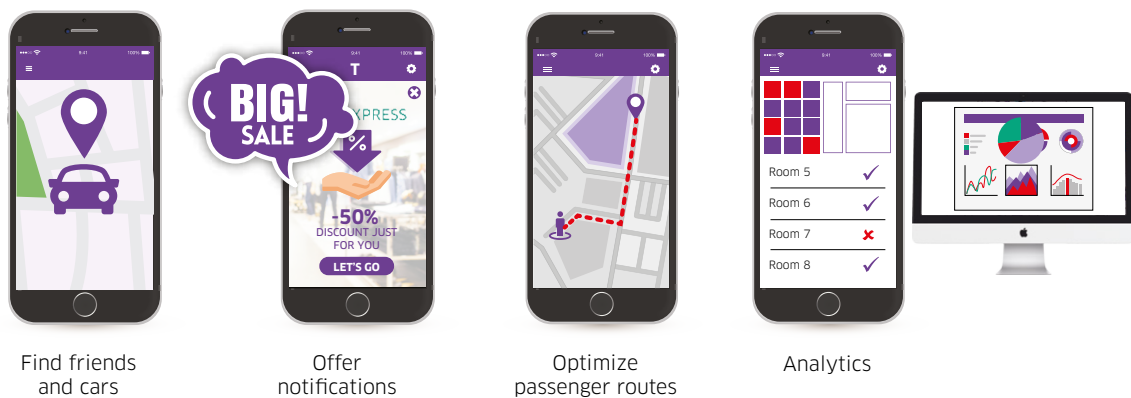 9:41
100%
9:41
100%
T
BIG!
SALE
XPRESS
%
-50%
DISCOUNT JUST
FOR YOU
LET'S GO
9:41
100%
9:41
100%
Room 5
Room 6
Room 7
Room 8
Find friends
and cars
Offer
notifications
Optimize
passenger routes
Analytics